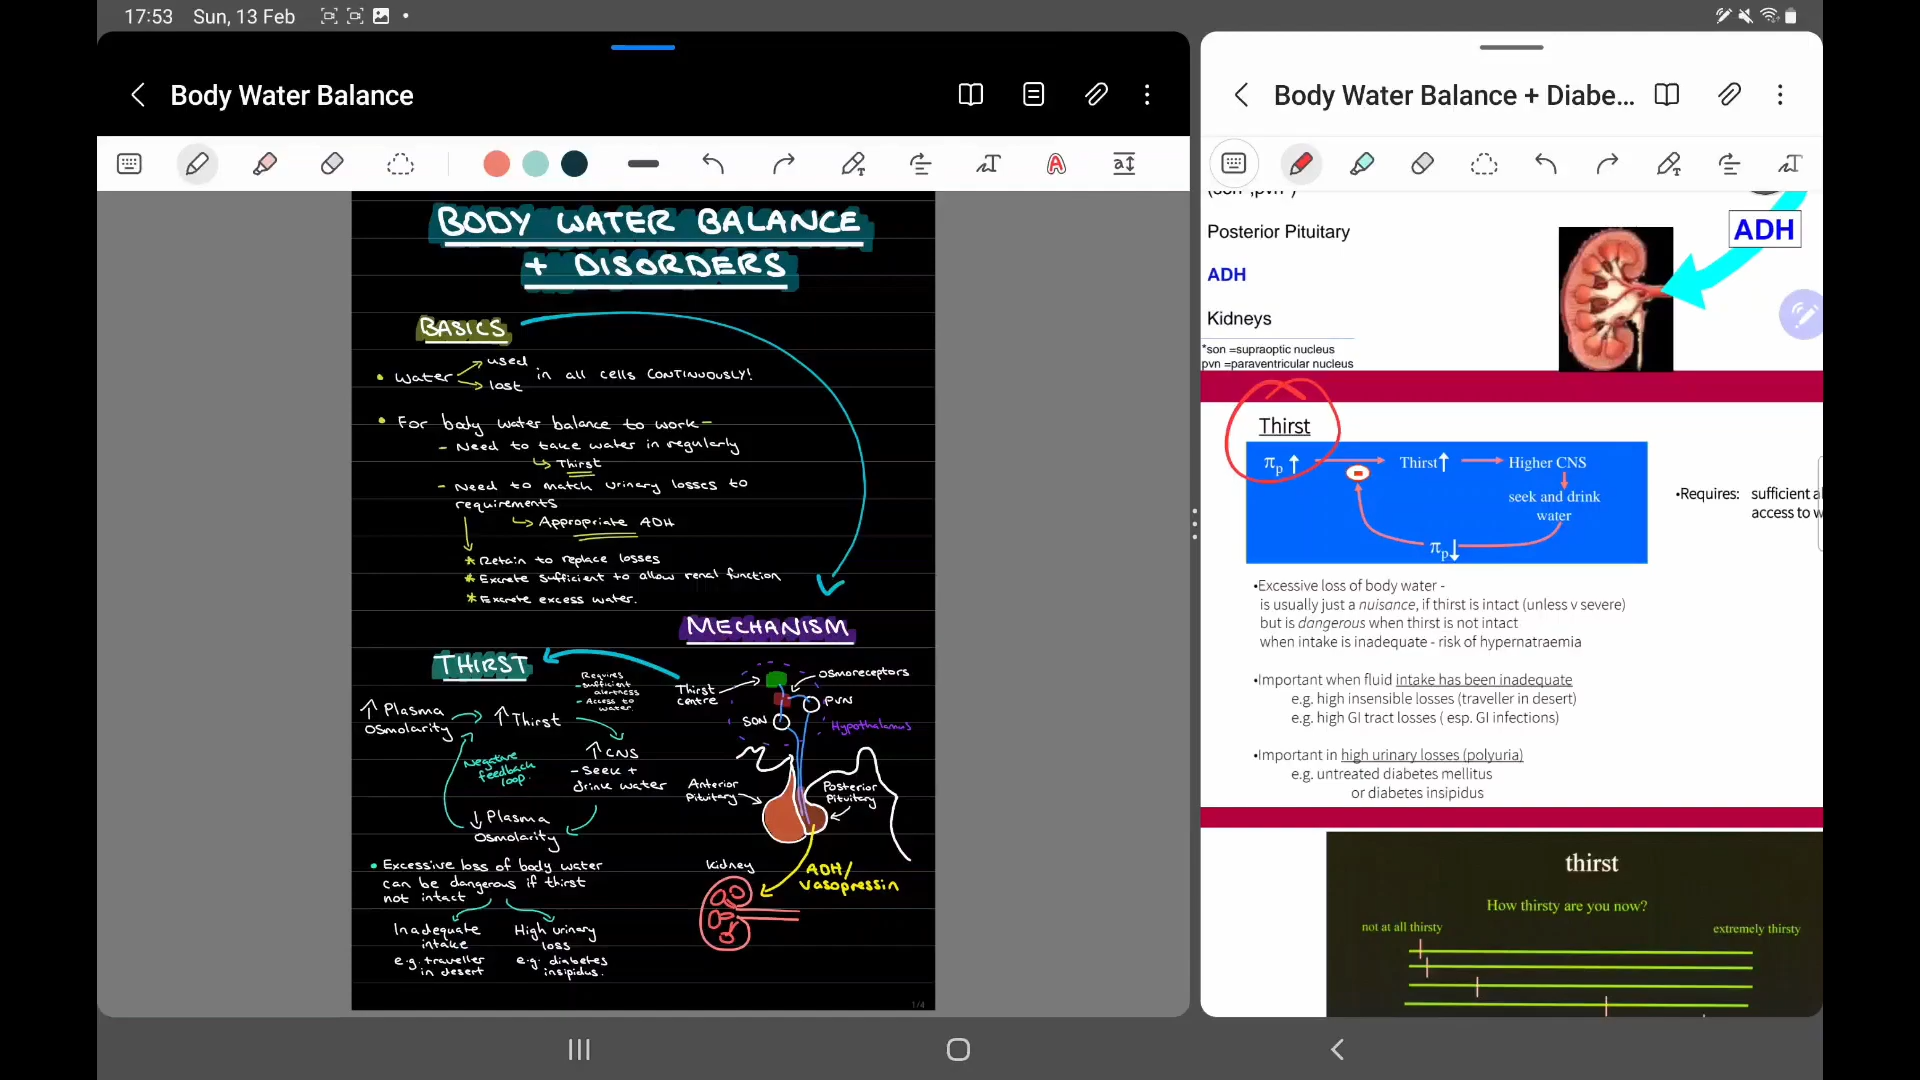 17:53 Sun, 13 Feb
Body Water Balance
BODY WATER BALANCE
+ DISORDERS
BASICS
• Water used
lost
in all cells CONTINUOUSLY!
• For body water balance to work -
- Need to take water in regularly
Thirst
- Need to match urinary losses to
requirements
Appropriate ADH
* Retain to replace losses
* Excrete sufficient to allow renal function
* Excrete excess water.
MECHANISM
THIRST
↑ Plasma
Osmolarity
↑ Thirst
Requires
- Sufficient
alertness
- Access to
water.
↑ CNS
- Seek +
drink water
Negative
feedback
loop.
↓ Plasma
Osmolarity
Thirst
centre
Osmoreceptors
PVN
SON
Hypothalamus
Anterior
Pituitary
Posterior
Pituitary
Kidney
ADH/
Vasopressin
• Excessive loss of body water
can be dangerous if thirst
not intact
Inadequate
intake
e.g. traveller
in desert
High urinary
loss
e.g. diabetes
insipidus.
1/4
Body Water Balance + Diabe...
ADH
Posterior Pituitary
ADH
Kidneys
*son =supraoptic nucleus
pvn =paraventricular nucleus
Thirst
πp ↑ Thirst↑ Higher CNS
seek and drink
water
πp↓
•Requires: sufficient
access to
•Excessive loss of body water -
is usually just a nuisance, if thirst is intact (unless v severe)
but is dangerous when thirst is not intact
when intake is inadequate - risk of hypernatraemia
•Important when fluid intake has been inadequate
e.g. high insensible losses (traveller in desert)
e.g. high GI tract losses ( esp. GI infections)
•Important in high urinary losses (polyuria)
e.g. untreated diabetes mellitus
or diabetes insipidus
thirst
How thirsty are you now?
not at all thirsty
extremely thirsty